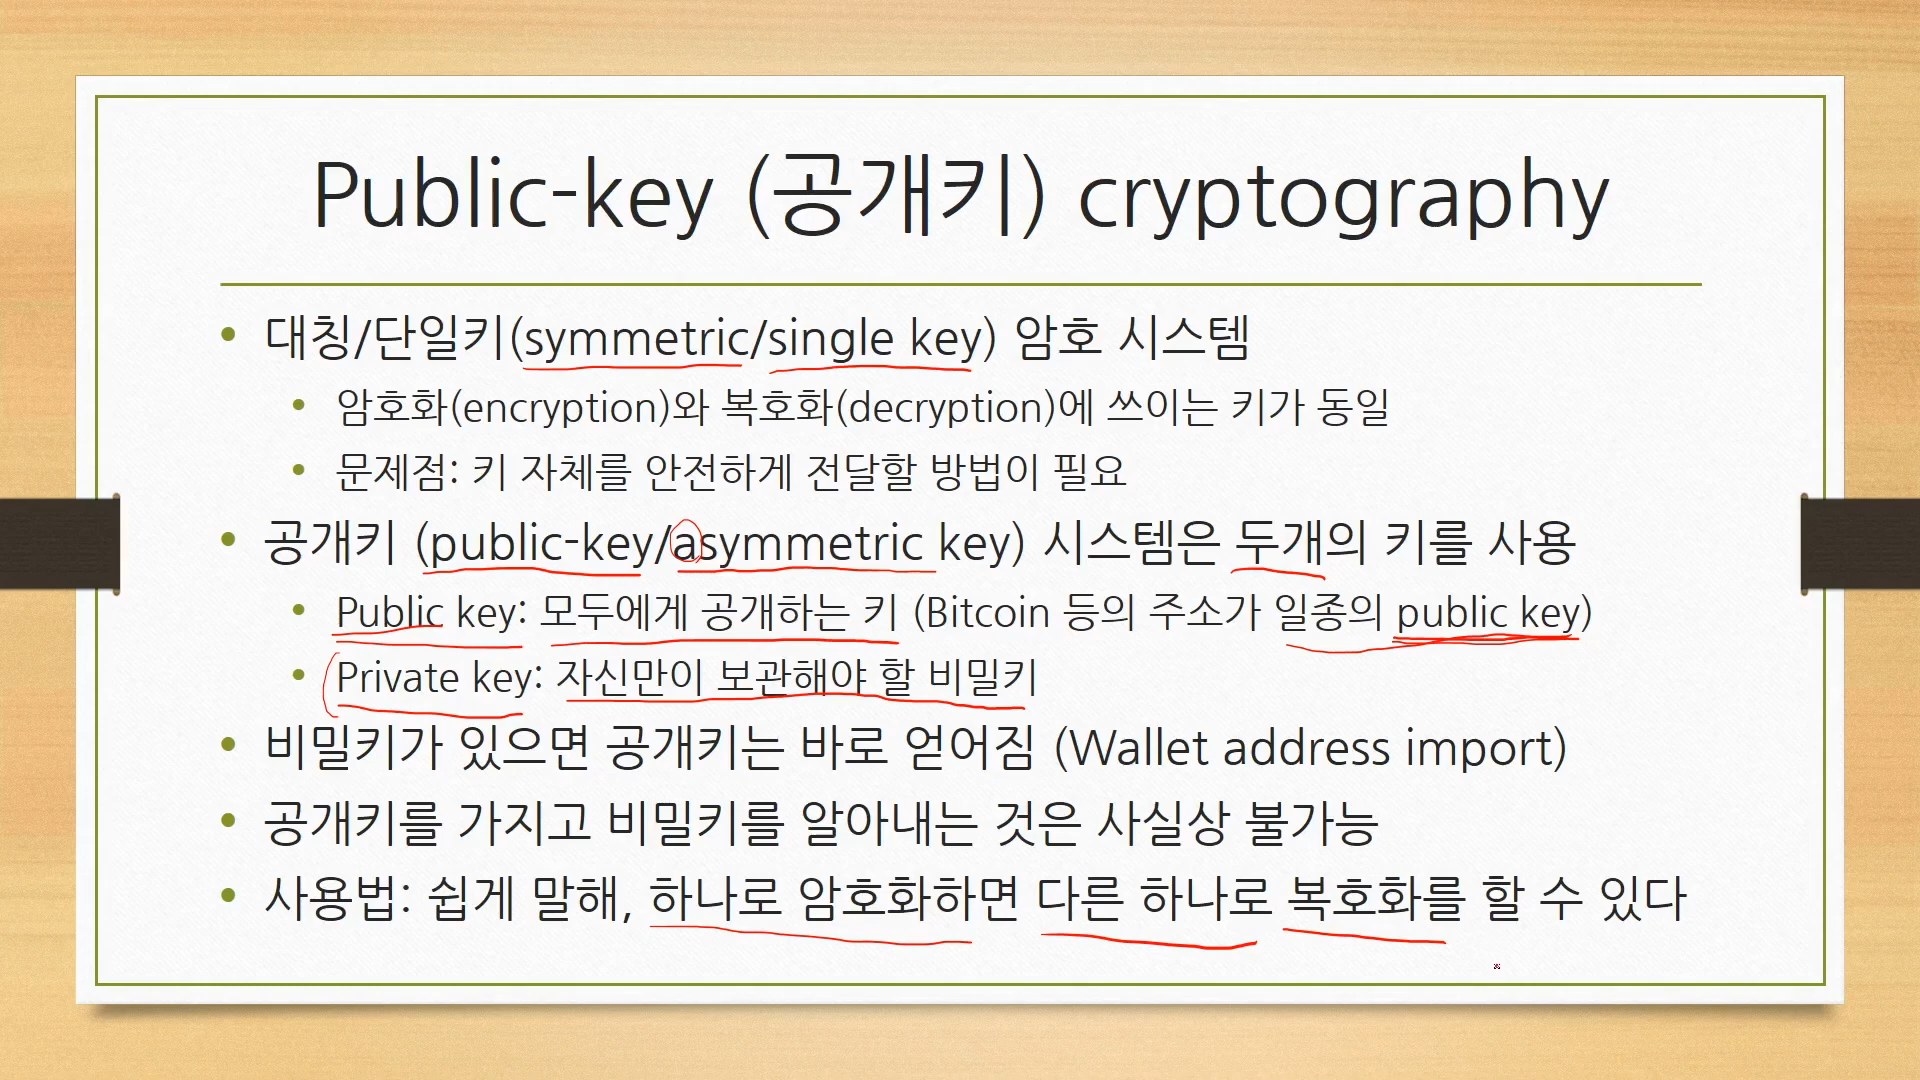 Public-key (공개키) cryptography
• 대칭/단일키(symmetric/single key) 암호 시스템
• 암호화(encryption)와 복호화(decryption)에 쓰이는 키가 동일
• 문제점: 키 자체를 안전하게 전달할 방법이 필요
• 공개키 (public-key/asymmetric key) 시스템은 두개의 키를 사용
• Public key: 모두에게 공개하는 키 (Bitcoin 등의 주소가 일종의 public key)
• Private key: 자신만이 보관해야 할 비밀키
• 비밀키가 있으면 공개키는 바로 얻어짐 (Wallet address import)
• 공개키를 가지고 비밀키를 알아내는 것은 사실상 불가능
• 사용법: 쉽게 말해, 하나로 암호화하면 다른 하나로 복호화를 할 수 있다